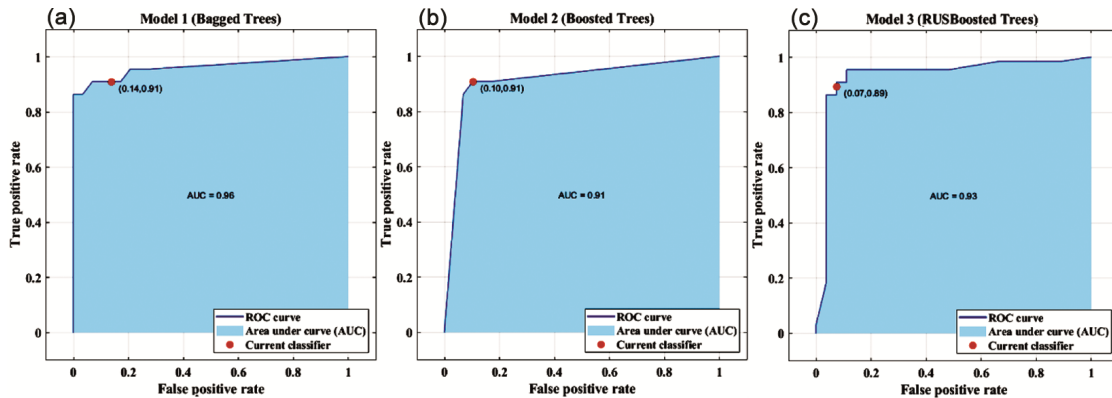 (a)
Model 1 (Bagged Trees)
True positive rate
1
0.8
0.6
0.4
0.2
0
(0.14,0.91)
AUC = 0.96
ROC curve
Area under curve (AUC)
Current classifier
0
0.2
0.4
0.6
0.8
1
False positive rate
(b)
Model 2 (Boosted Trees)
True positive rate
1
0.8
0.6
0.4
0.2
0
(0.10,0.91)
AUC = 0.91
ROC curve
Area under curve (AUC)
Current classifier
0
0.2
0.4
0.6
0.8
1
False positive rate
(c)
Model 3 (RUSBoosted Trees)
True positive rate
1
0.8
0.6
0.4
0.2
0
(0.07,0.89)
AUC = 0.93
ROC curve
Area under curve (AUC)
Current classifier
0
0.2
0.4
0.6
0.8
1
False positive rate